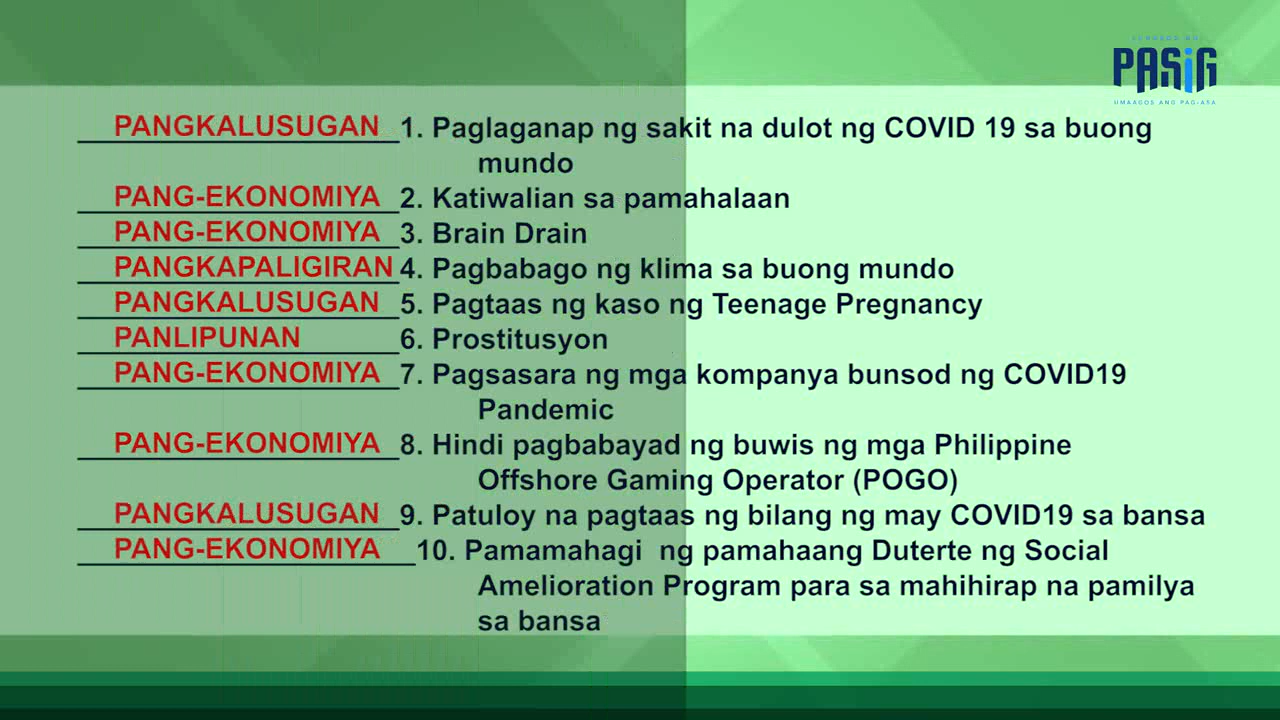 LUNGSOD NG
PASiG
UMAAGOS ANG PAG-ASA
PANGKALUSUGAN 1. Paglaganap ng sakit na dulot ng COVID 19 sa buong
mundo
PANG-EKONOMIYA 2. Katiwalian sa pamahalaan
PANG-EKONOMIYA 3. Brain Drain
PANGKAPALIGIRAN 4. Pagbabago ng klima sa buong mundo
PANGKALUSUGAN 5. Pagtaas ng kaso ng Teenage Pregnancy
PANLIPUNAN 6. Prostitusyon
PANG-EKONOMIYA 7. Pagsasara ng mga kompanya bunsod ng COVID19
Pandemic
PANG-EKONOMIYA 8. Hindi pagbabayad ng buwis ng mga Philippine
Offshore Gaming Operator (POGO)
PANGKALUSUGAN 9. Patuloy na pagtaas ng bilang ng may COVID19 sa bansa
PANG-EKONOMIYA 10. Pamamahagi ng pamahaang Duterte ng Social
Amelioration Program para sa mahihirap na pamilya
sa bansa